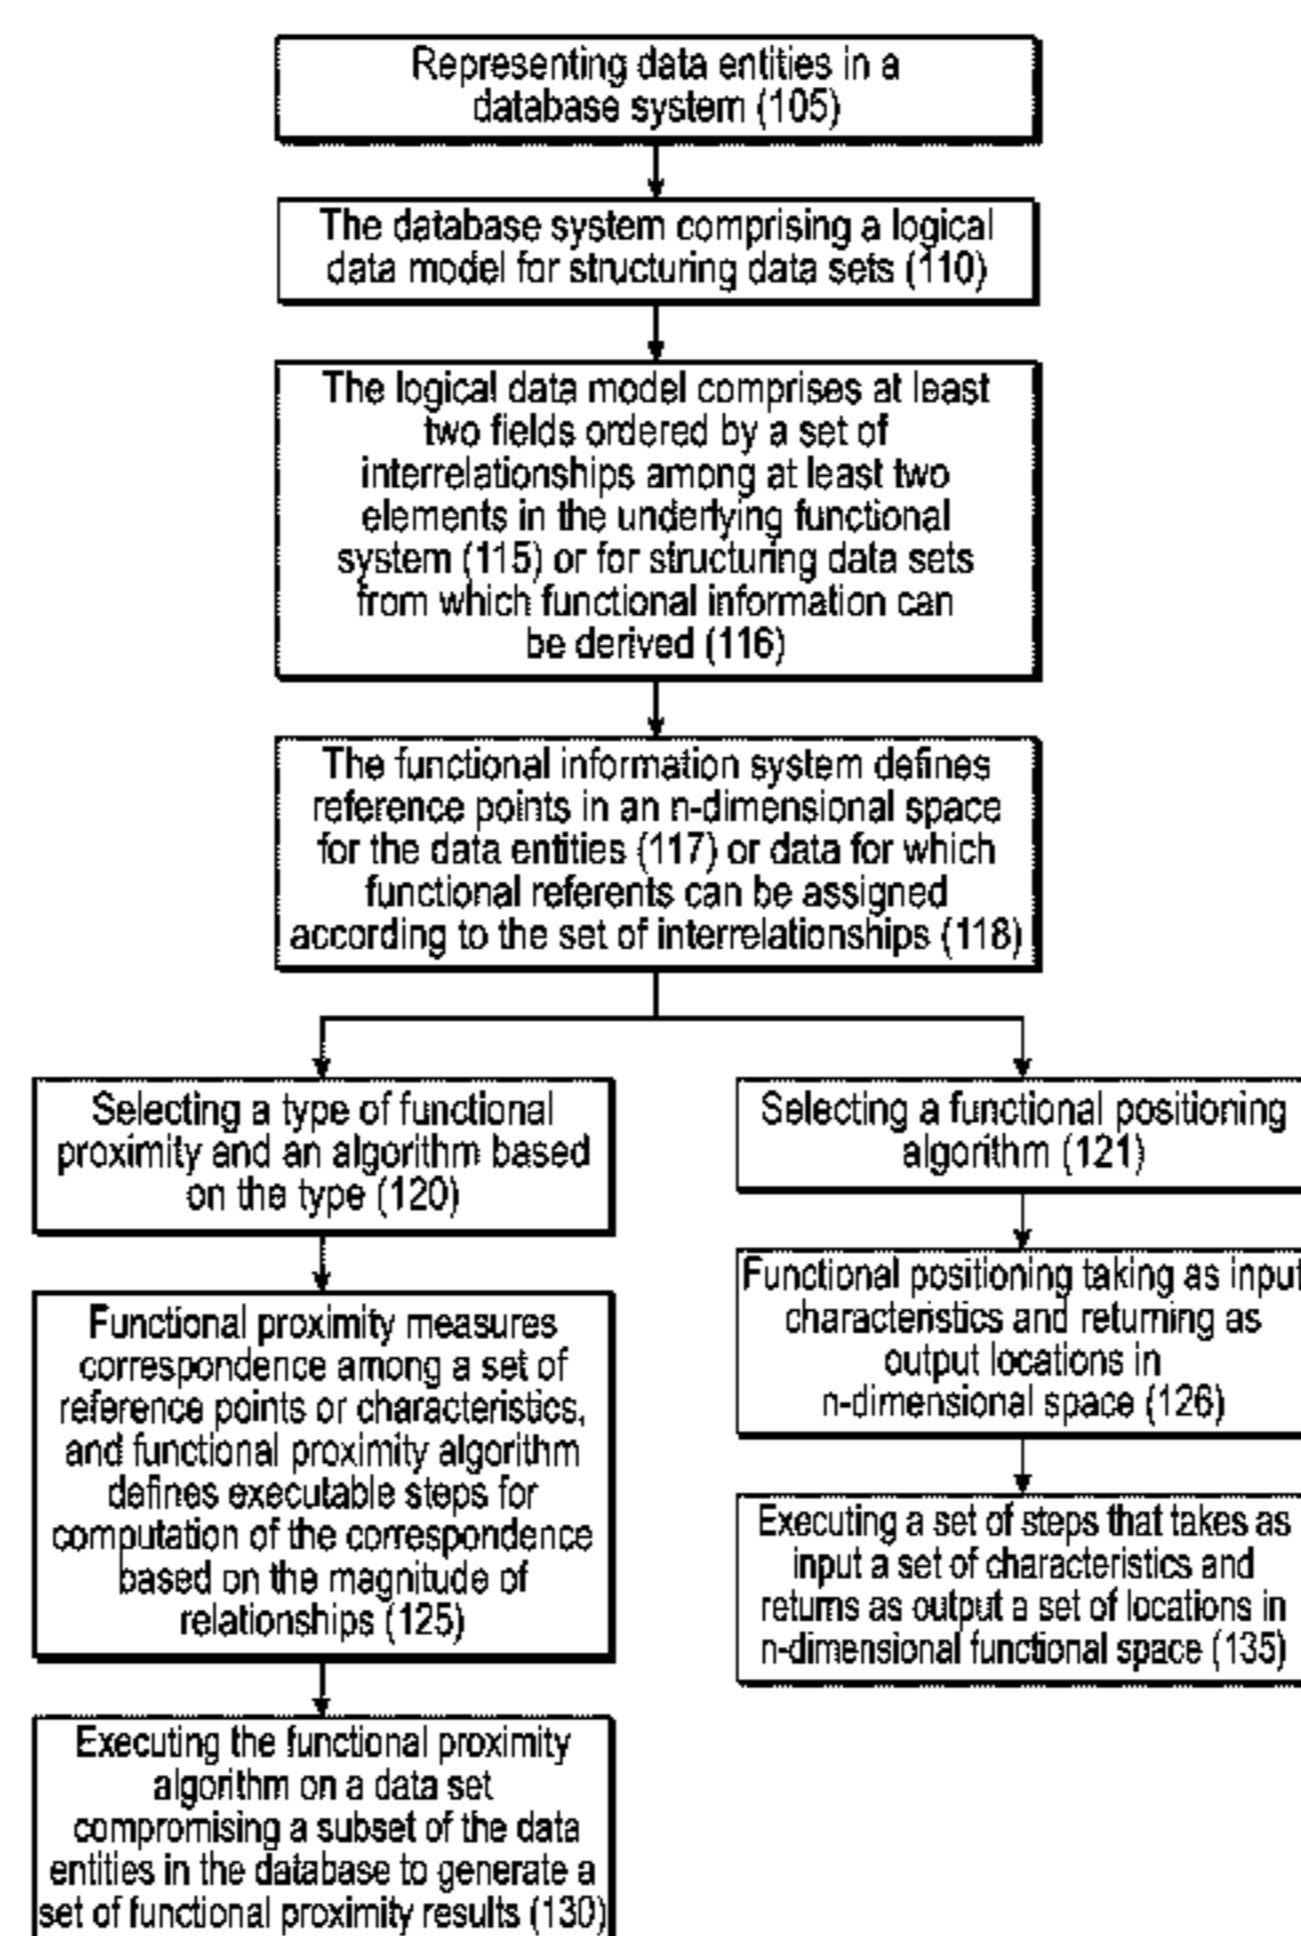 Representing data entities in a
database system (105)
The database system comprising a logical
data model for structuring data sets (110)
The logical data model comprises at least
two fields ordered by a set of
interrelationships among at least two
elements in the underlying functional
system (115) or for structuring data sets
from which functional information can
be derived (116)
The functional information system defines
reference points in an n-dimensional space
for the data entities (117) or data for which
functional referents can be assigned
according to the set of interrelationships (118)
Selecting a type of functional
proximity and an algorithm based
on the type (120)
Functional proximity measures
correspondence among a set of
reference points or characteristics,
and functional proximity algorithm
defines executable steps for
computation of the correspondence
based on the magnitude of
relationships (125)
Executing the functional proximity
algorithm on a data set
compromising a subset of the data
entities in the database to generate a
set of functional proximity results (130)
Selecting a functional positioning
algorithm (121)
Functional positioning taking as input
characteristics and returning as
output locations in
n-dimensional space (126)
Executing a set of steps that takes as
input a set of characteristics and
returns as output a set of locations in
n-dimensional functional space (135)